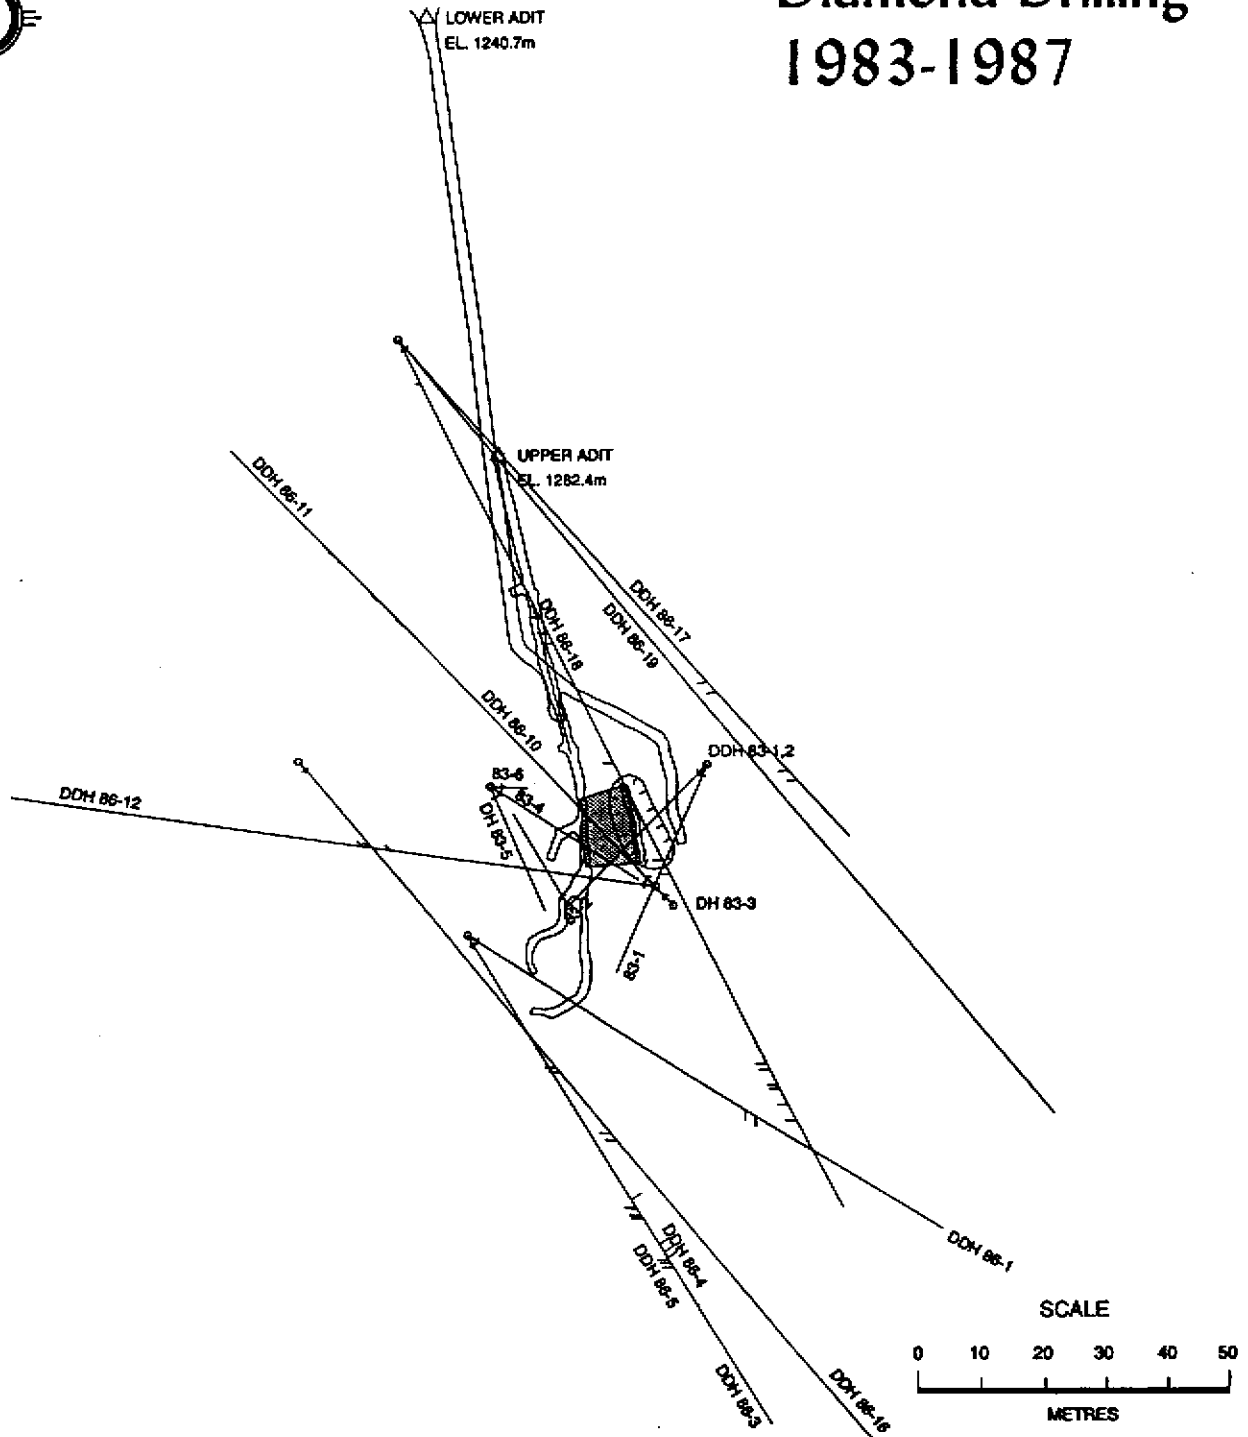 Diamond Drilling
1983-1987
LOWER ADIT
EL. 1240.7m
UPPER ADIT
EL. 1282.4m
DDH 86-11
DDH 86-17
DDH 86-19
DDH 86-18
DDH 86-10
DDH 83-1,2
83-6
83-4
DH 83-5
DDH 86-12
DH 83-3
83-1
DDH 86-1
DDH 86-4
DDH 86-5
DDH 86-3
DDH 86-16
SCALE
0 10 20 30 40 50
METRES